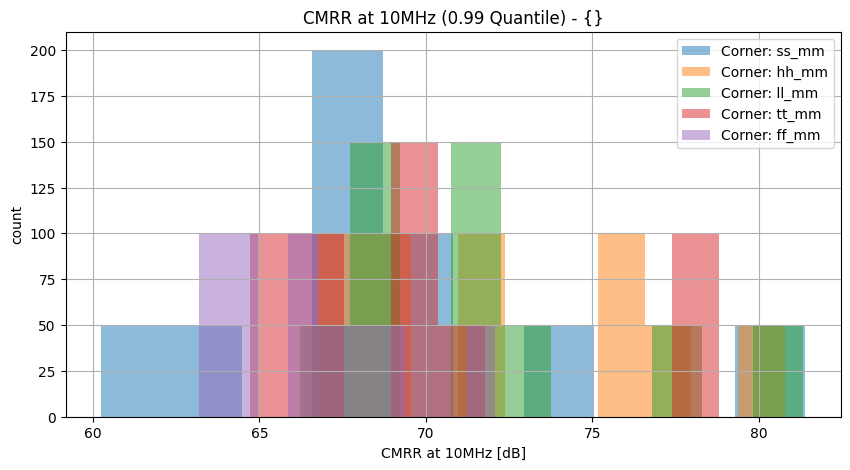 CMRR at 10MHz (0.99 Quantile) - {}
Corner: ss_mm
Corner: hh_mm
Corner: ll_mm
Corner: tt_mm
Corner: ff_mm
count
200
175
150
125
100
75
50
25
0
60 65 70 75 80
CMRR at 10MHz [dB]